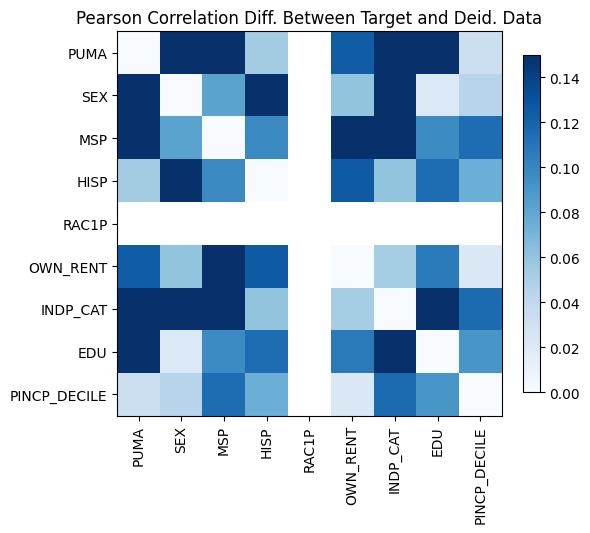 Pearson Correlation Diff. Between Target and Deid. Data
PUMA
SEX
MSP
HISP
RAC1P
OWN_RENT
INDP_CAT
EDU
PINCP_DECILE
PUMA
SEX
MSP
HISP
RAC1P
OWN_RENT
INDP_CAT
EDU
PINCP_DECILE
0.14
0.12
0.10
0.08
0.06
0.04
0.02
0.00